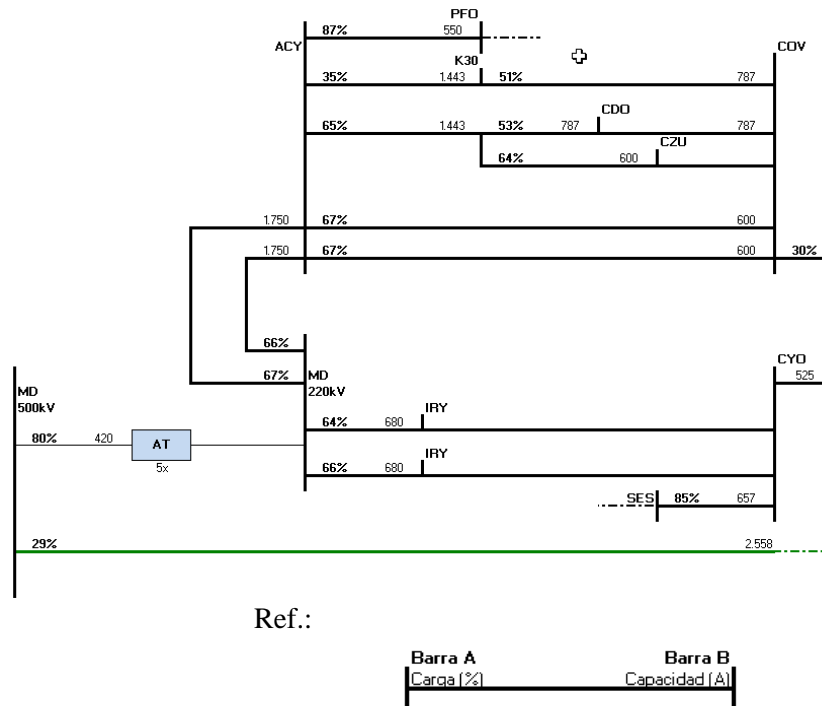 PFO
87% 550
ACY COV
K30
35% 1.443 51% 787
CDO
65% 1.443 53% 787 787
CZU
64% 600
1.750 67% 600
1.750 67% 600 30%
66%
CYO
67% MD 525
220kV
MD
500kV
IRY
64% 680
80% 420 AT
5x
IRY
66% 680
SES 85% 657
29% 2.558
Ref.:
Barra A Barra B
Carga (%) Capacidad (A)